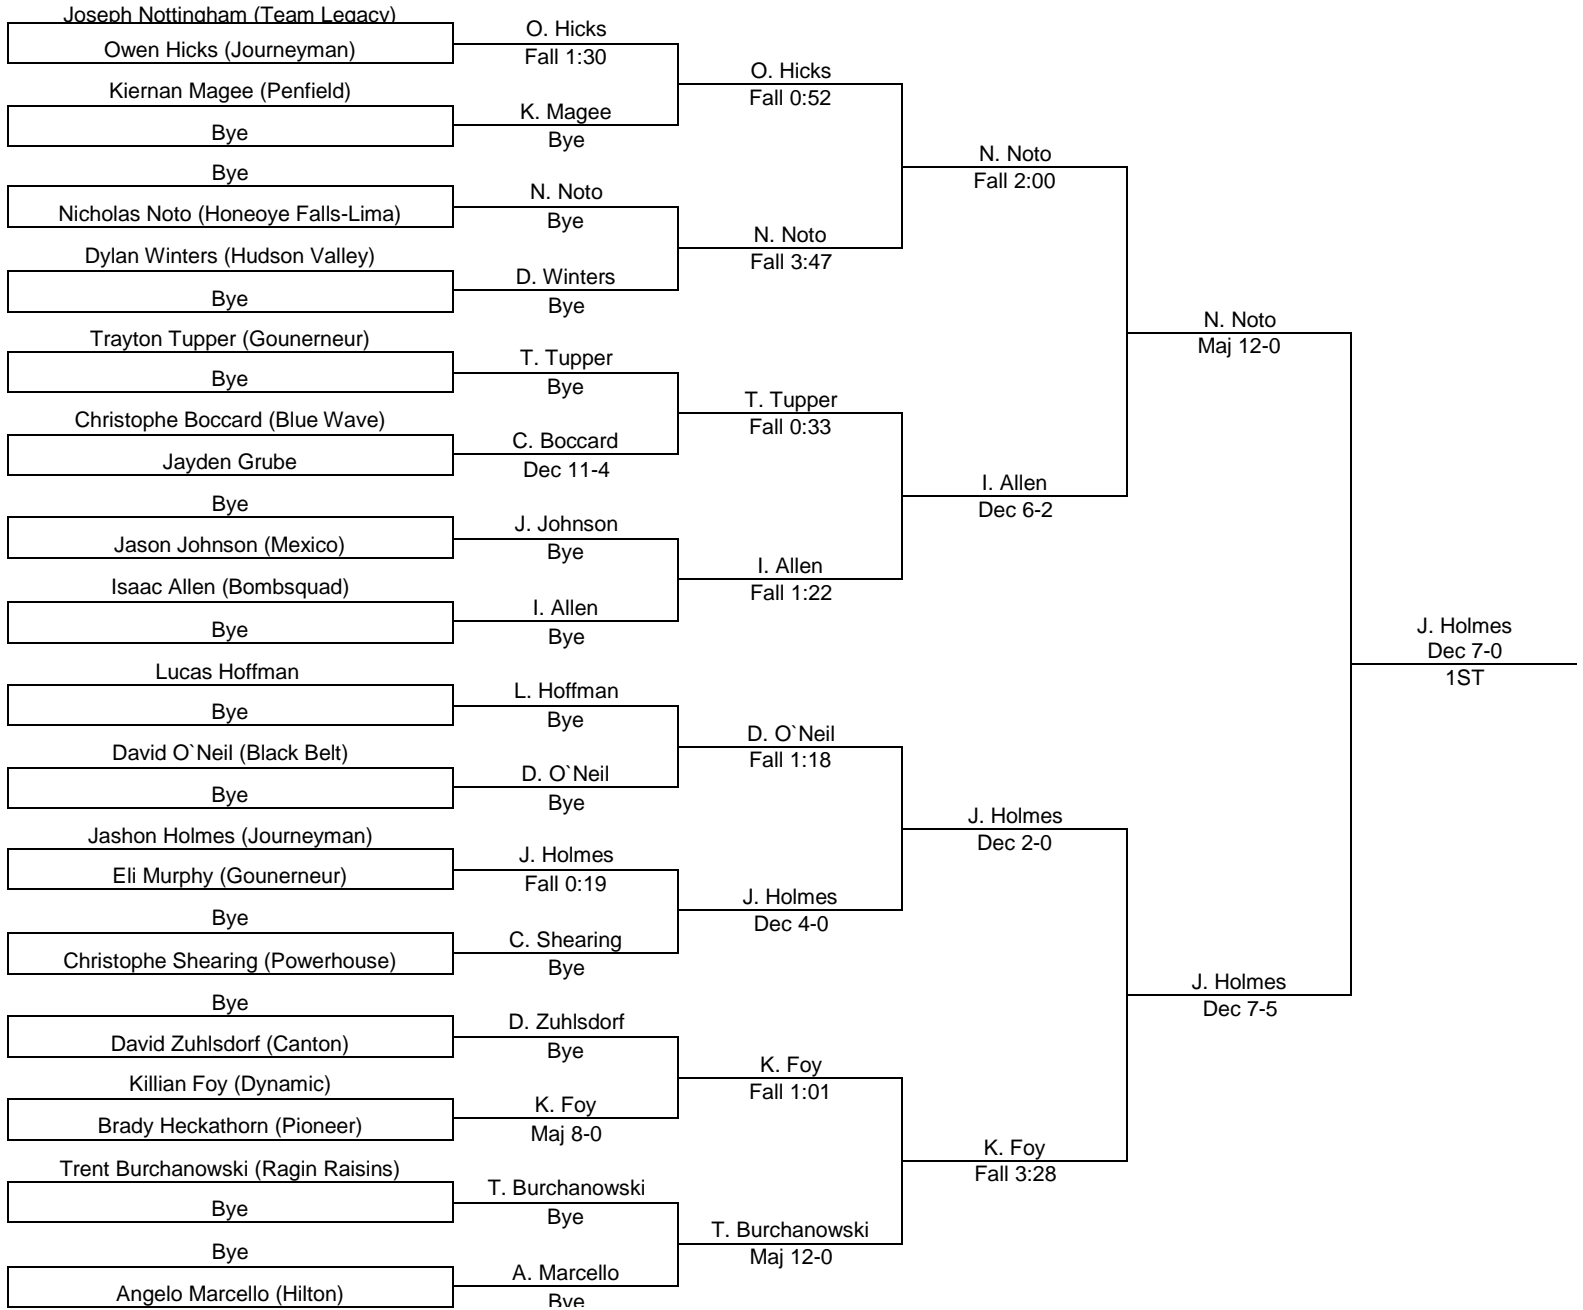 Joseph Nottingham (Team Legacy)
Owen Hicks (Journeyman)
Kiernan Magee (Penfield)
Bye
Bye
Nicholas Noto (Honeoye Falls-Lima)
Dylan Winters (Hudson Valley)
Bye
Trayton Tupper (Gounerneur)
Bye
Christophe Boccard (Blue Wave)
Jayden Grube
Bye
Jason Johnson (Mexico)
Isaac Allen (Bombsquad)
Bye
Lucas Hoffman
Bye
David O`Neil (Black Belt)
Bye
Jashon Holmes (Journeyman)
Eli Murphy (Gounerneur)
Bye
Christophe Shearing (Powerhouse)
Bye
David Zuhlsdorf (Canton)
Killian Foy (Dynamic)
Brady Heckathorn (Pioneer)
Trent Burchanowski (Ragin Raisins)
Bye
Bye
Angelo Marcello (Hilton)
O. Hicks
Fall 1:30
K. Magee
Bye
N. Noto
Bye
D. Winters
Bye
T. Tupper
Bye
C. Boccard
Dec 11-4
J. Johnson
Bye
I. Allen
Bye
L. Hoffman
Bye
D. O`Neil
Bye
J. Holmes
Fall 0:19
C. Shearing
Bye
D. Zuhlsdorf
Bye
K. Foy
Maj 8-0
T. Burchanowski
Bye
A. Marcello
Bye
O. Hicks
Fall 0:52
N. Noto
Fall 3:47
T. Tupper
Fall 0:33
I. Allen
Fall 1:22
D. O`Neil
Fall 1:18
J. Holmes
Dec 4-0
K. Foy
Fall 1:01
T. Burchanowski
Maj 12-0
N. Noto
Fall 2:00
I. Allen
Dec 6-2
J. Holmes
Dec 2-0
K. Foy
Fall 3:28
N. Noto
Maj 12-0
J. Holmes
Dec 7-5
J. Holmes
Dec 7-0
1ST